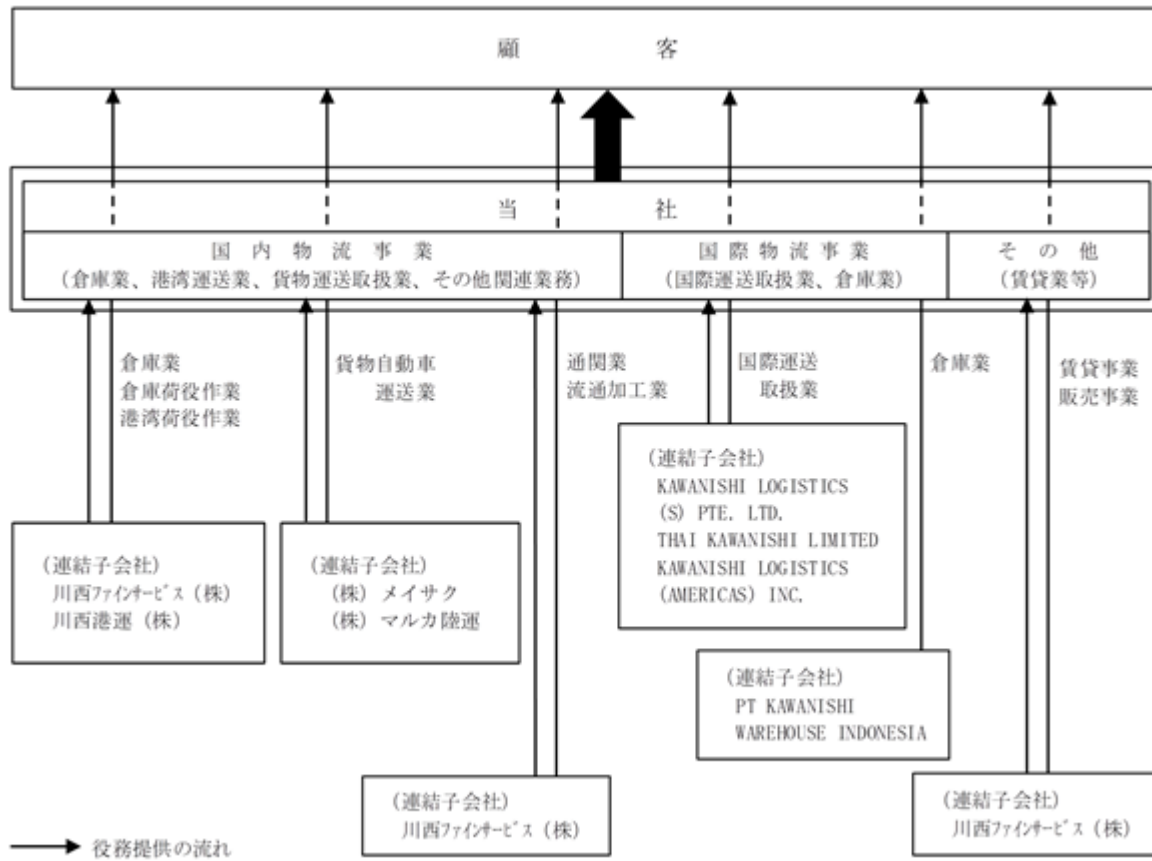 顧客
当社
国内物流事業
(倉庫業、港湾運送業、貨物運送取扱業、その他関連業務)
国際物流事業
(国際運送取扱業、倉庫業)
その他
(賃貸業等)
倉庫業
倉庫荷役作業
港湾荷役作業
貨物自動車
運送業
通関業
流通加工業
国際運送
取扱業
倉庫業
賃貸事業
販売事業
(連結子会社)
川西ファインサービス(株)
川西港運(株)
(連結子会社)
(株)メイサク
(株)マルカ陸運
(連結子会社)
KAWANISHI LOGISTICS
(S) PTE. LTD.
THAI KAWANISHI LIMITED
KAWANISHI LOGISTICS
(AMERICAS) INC.
(連結子会社)
PT KAWANISHI
WAREHOUSE INDONESIA
(連結子会社)
川西ファインサービス(株)
(連結子会社)
川西ファインサービス(株)
役務提供の流れ